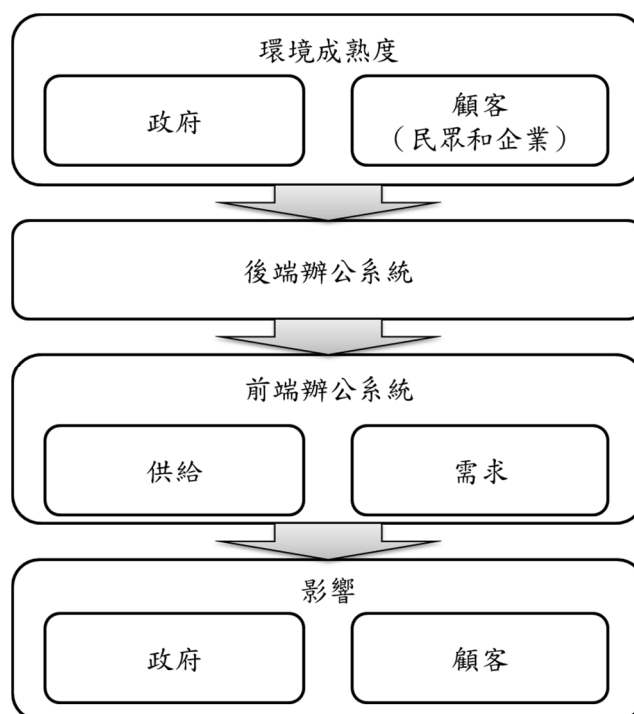 環境成熟度
政府
顧客
（民眾和企業）
後端辦公系統
前端辦公系統
供給
需求
影響
政府
顧客